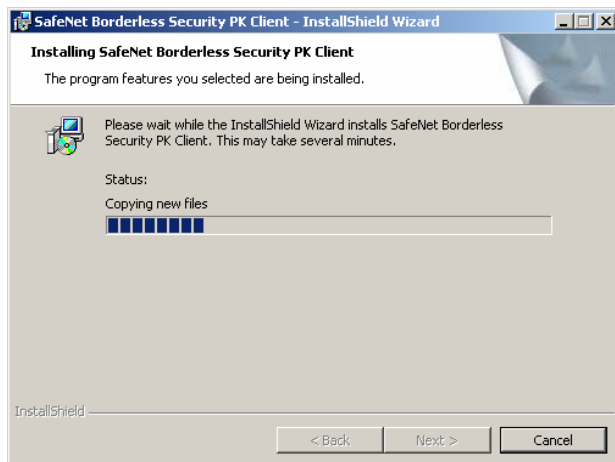 SafeNet Borderless Security PK Client - InstallShield Wizard
Installing SafeNet Borderless Security PK Client
The program features you selected are being installed.
Please wait while the InstallShield Wizard installs SafeNet Borderless
Security PK Client. This may take several minutes.
Status:
Copying new files
InstallShield
< Back
Next >
Cancel